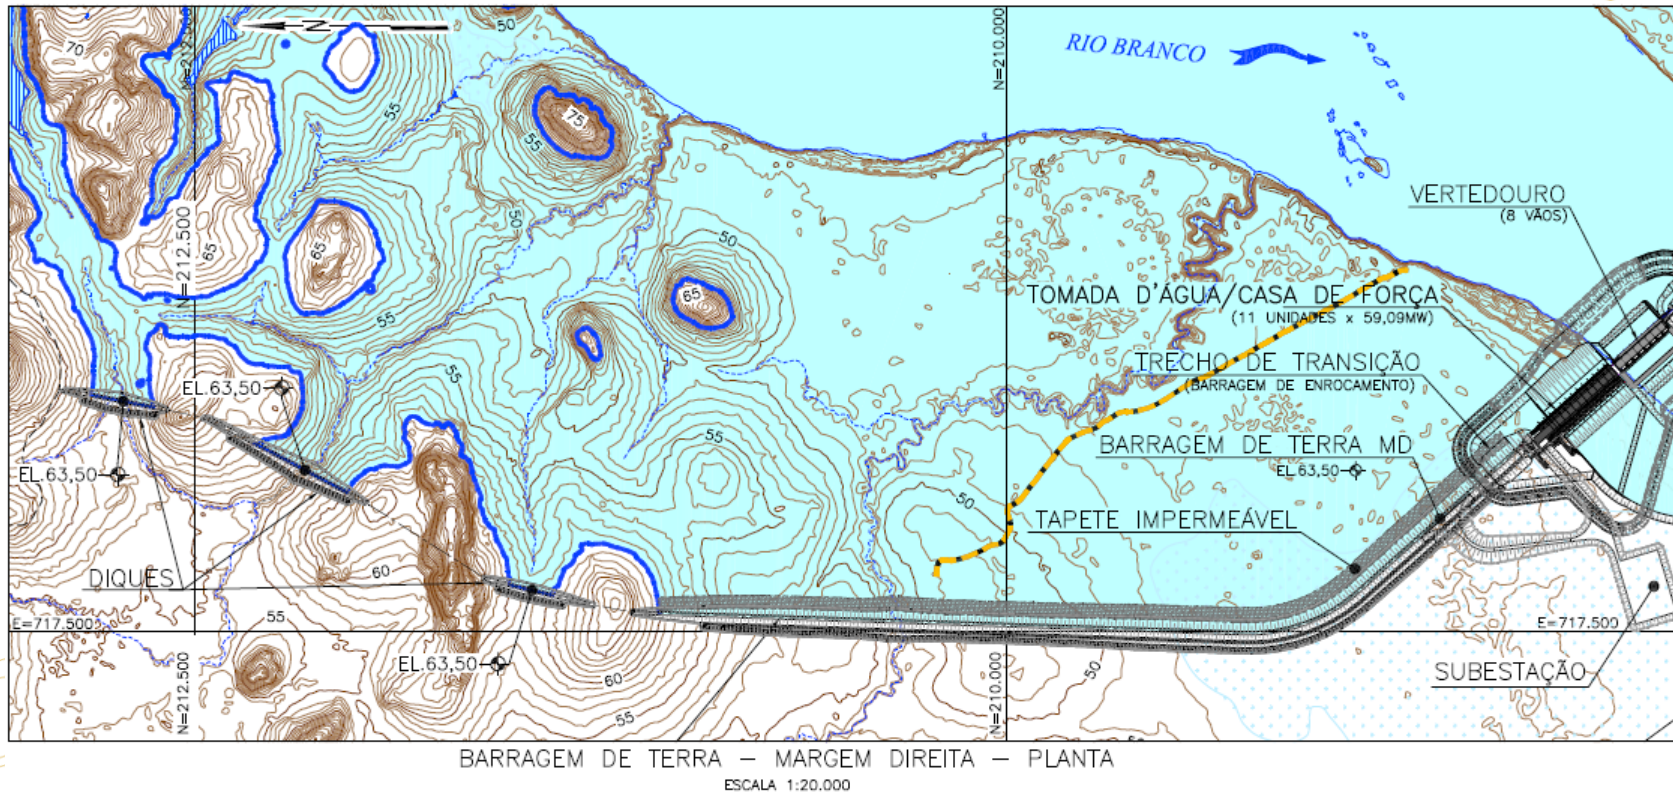 N
50
70
N=212.500
N=210.000
RIO BRANCO
55
75
55
VERTEDOURO
(8 VÃOS)
50
50
65
65
N=212.500
65
TOMADA D'ÁGUA/CASA DE FORÇA
(11 UNIDADES x 59,09MW)
55
TRECHO DE TRANSIÇÃO
(BARRAGEM DE ENROCAMENTO)
EL.63,50
55
55
BARRAGEM DE TERRA MD
EL.63,50
EL.63,50
50
TAPETE IMPERMEÁVEL
DIQUES
60
E=717.500
55
E=717.500
EL.63,50
60
50
SUBESTAÇÃO
N=212.500
N=210.000
55
BARRAGEM DE TERRA – MARGEM DIREITA – PLANTA
ESCALA 1:20.000